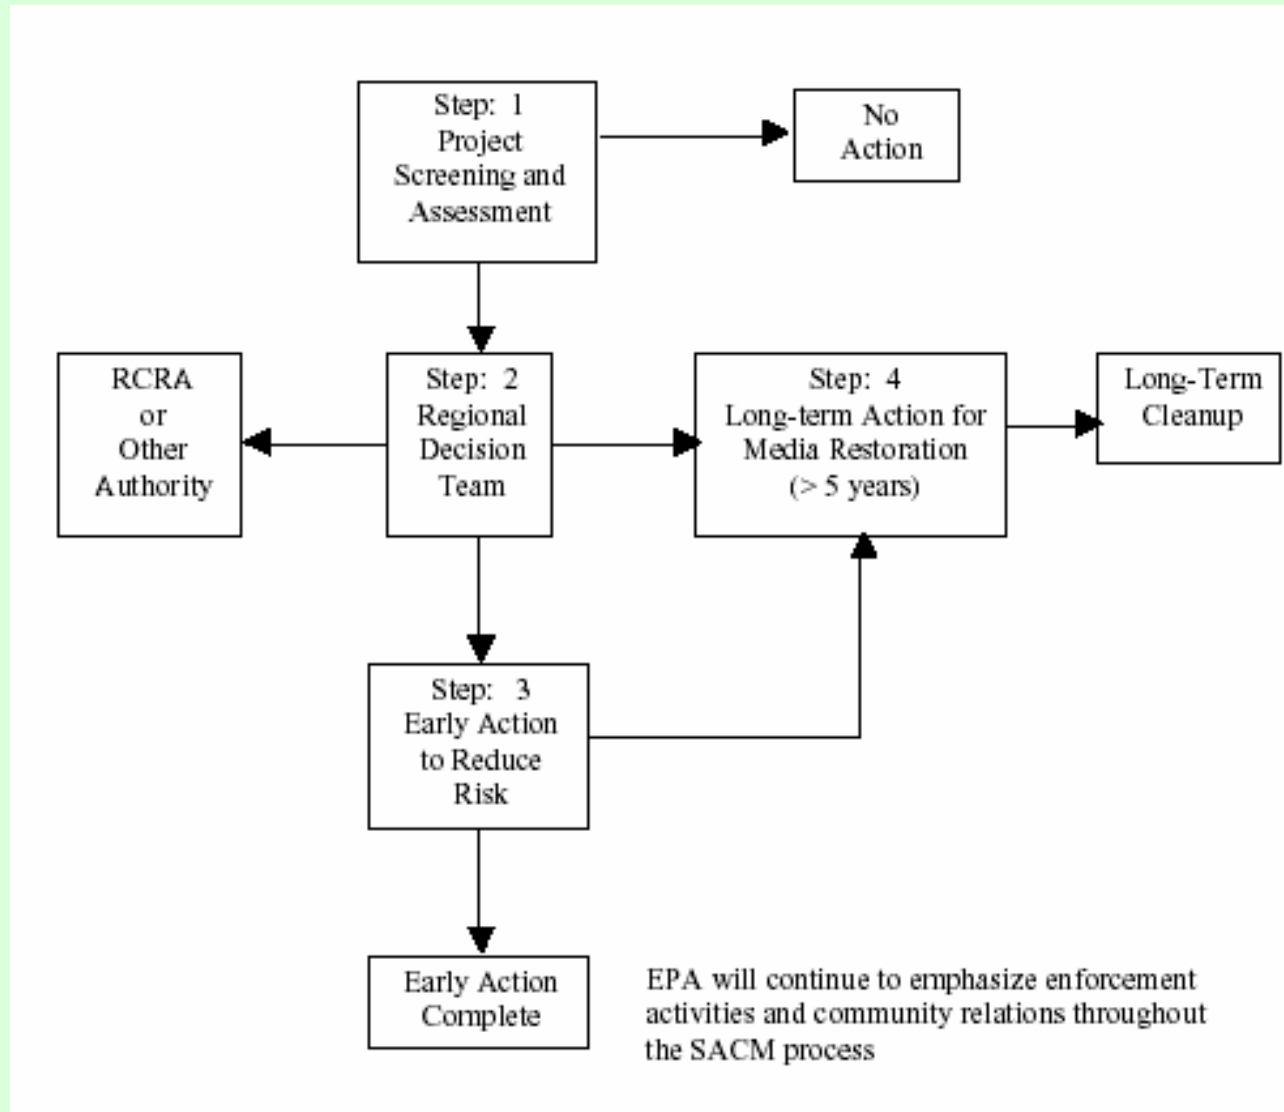 Step: 1
Project
Screening and
Assessment
No
Action
RCRA
or
Other
Authority
Step: 2
Regional
Decision
Team
Step: 4
Long-term Action for
Media Restoration
(> 5 years)
Long-Term
Cleanup
Step: 3
Early Action
to Reduce
Risk
Early Action
Complete
EPA will continue to emphasize enforcement
activities and community relations throughout
the SACM process